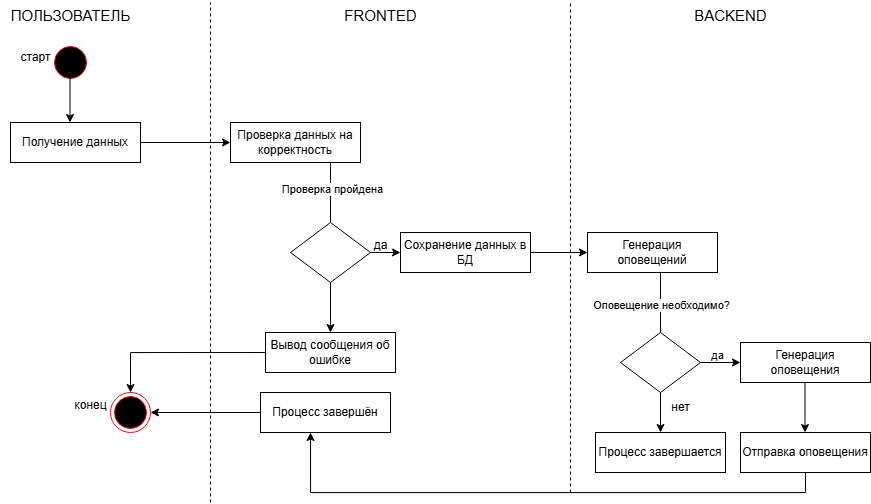 ПОЛЬЗОВАТЕЛЬ
FRONTED
BACKEND
старт
Получение данных
Проверка данных на
корректность
Проверка пройдена
да
Сохранение данных в
БД
Генерация
оповещений
Оповещение необходимо?
да
Генерация
оповещения
нет
Вывод сообщения об
ошибке
конец
Процесс завершён
Процесс завершается
Отправка оповещения